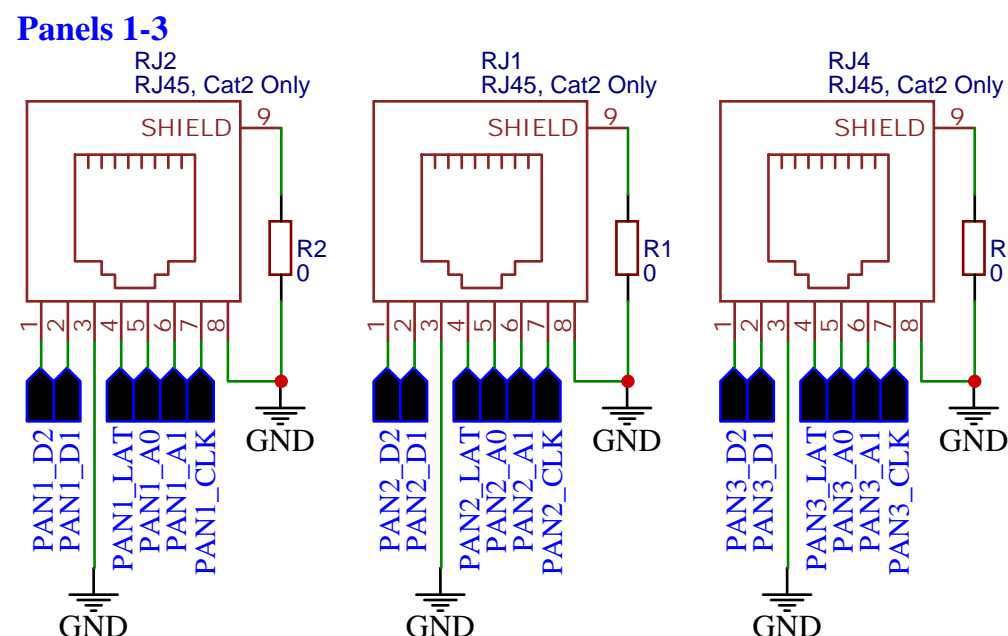 Panels 1-3
RJ2
RJ45, Cat2 Only
SHIELD
9
R2
0
1
2
3
4
5
6
7
8
PAN1_D2
PAN1_D1
PAN1_LAT
PAN1_A0
PAN1_A1
PAN1_CLK
GND
GND
RJ1
RJ45, Cat2 Only
SHIELD
9
R1
0
1
2
3
4
5
6
7
8
PAN2_D2
PAN2_D1
PAN2_LAT
PAN2_A0
PAN2_A1
PAN2_CLK
GND
GND
RJ4
RJ45, Cat2 Only
SHIELD
9
R
0
1
2
3
4
5
6
7
8
PAN3_D2
PAN3_D1
PAN3_LAT
PAN3_A0
PAN3_A1
PAN3_CLK
GND
GND